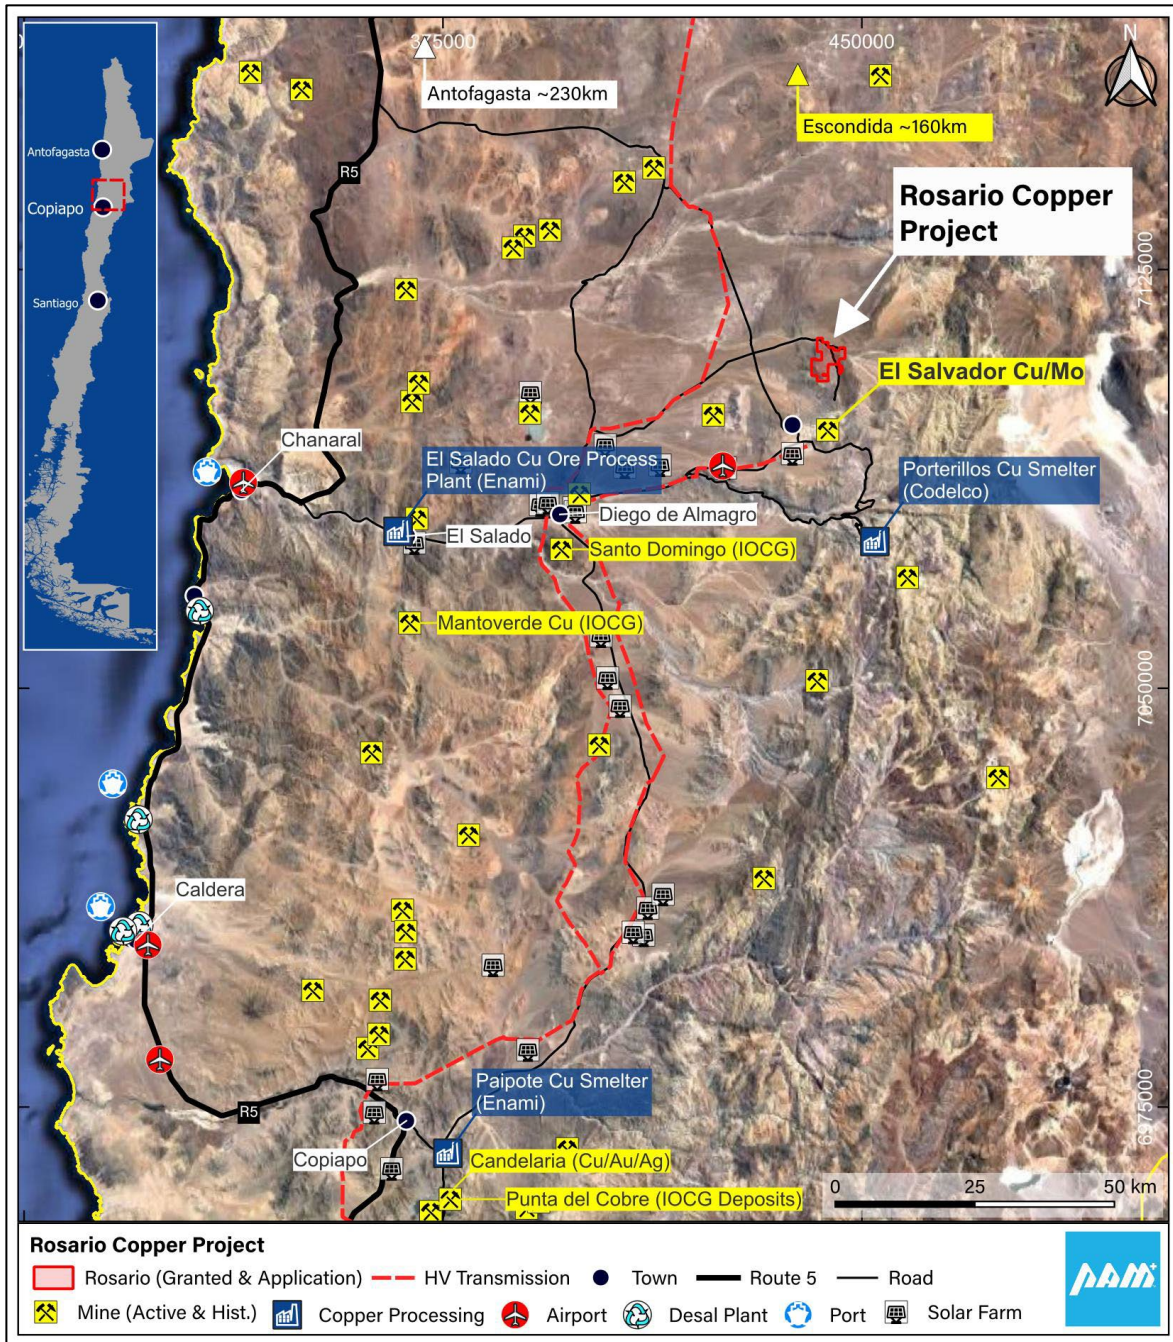 375000
450000
N
Antofagasta ~230km
Escondida ~160km
Antofagasta
Copiapo
Santiago
R5
Rosario Copper
Project
7125000
El Salvador Cu/Mo
Chanaral
El Salado Cu Ore Process
Plant (Enami)
Porterillos Cu Smelter
(Codelco)
El Salado
Diego de Almagro
Santo Domingo (IOCG)
Mantoverde Cu (IOCG)
7050000
Caldera
R5
Paipote Cu Smelter
(Enami)
6975000
Copiapo
Candelaria (Cu/Au/Ag)
Punta del Cobre (IOCG Deposits)
0 25 50 km
Rosario Copper Project
Rosario (Granted & Application) HV Transmission Town Route 5 Road
Mine (Active & Hist.) Copper Processing Airport Desal Plant Port Solar Farm
PAM+